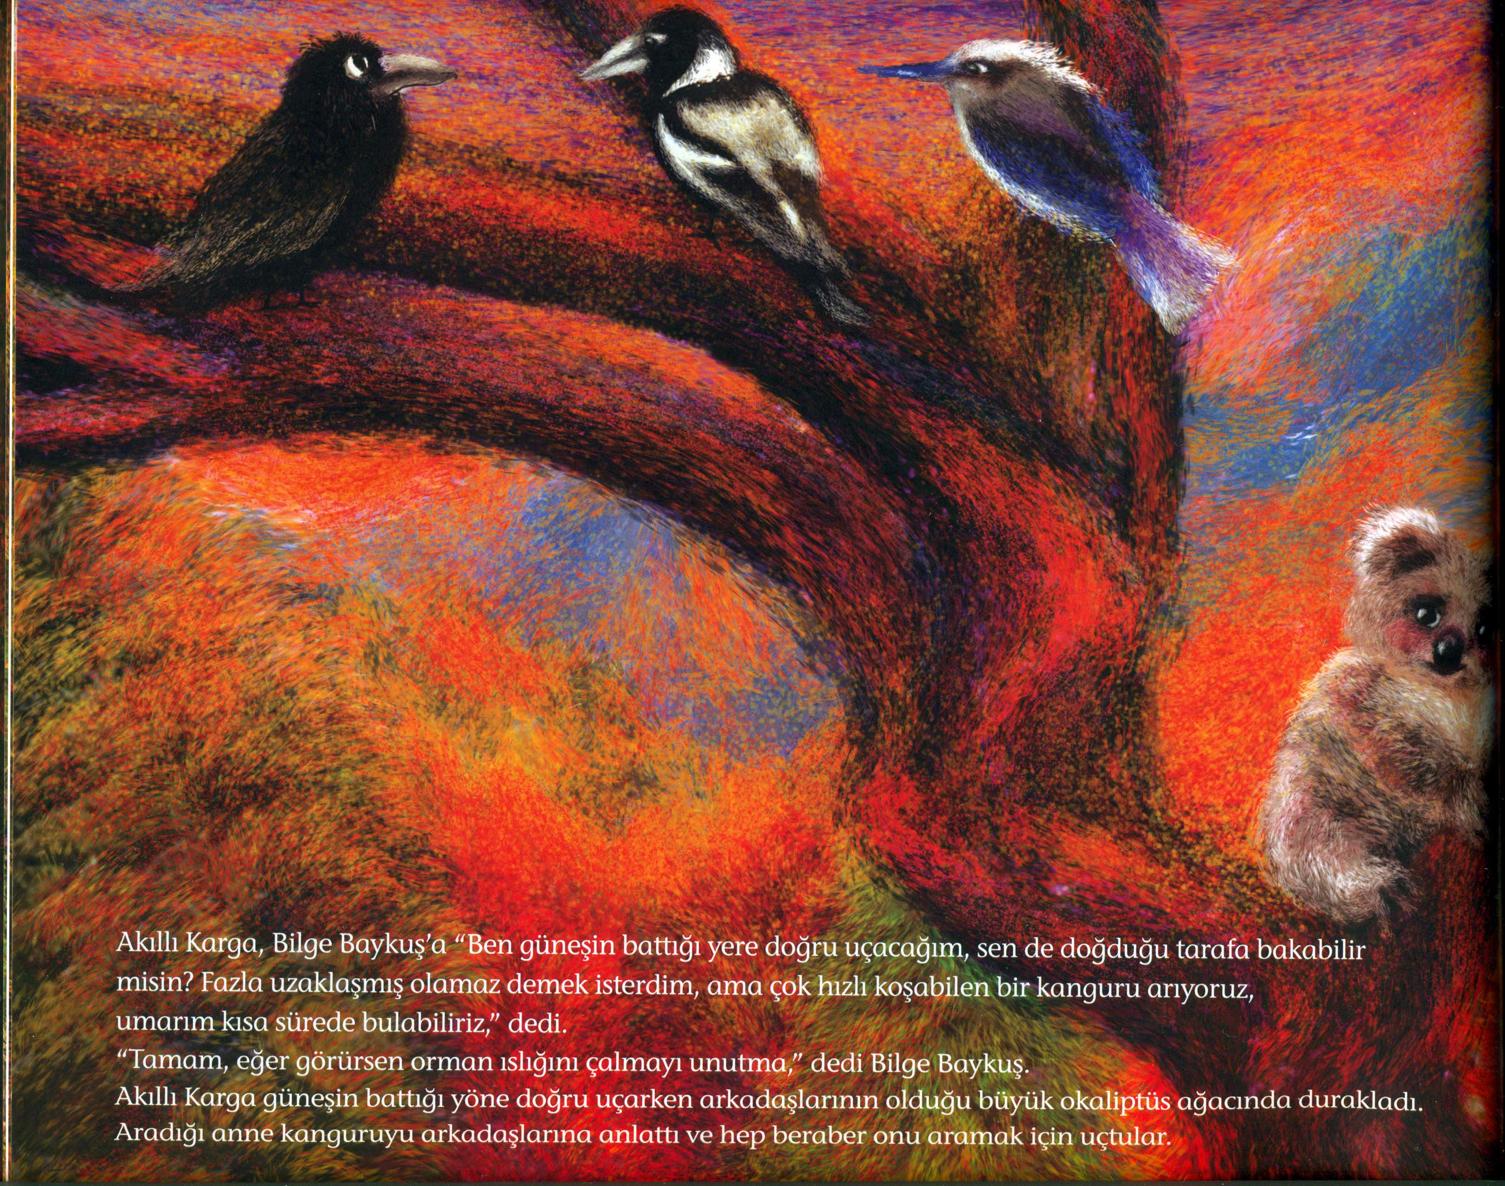 Akıllı Karga, Bilge Baykuş’a “Ben güneşin battığı yere doğru uçacağım, sen de doğduğu tarafa bakabilir
misin? Fazla uzaklaşmış olamaz demek isterdim, ama çok hızlı koşabilen bir kanguru arıyoruz,
umarım kısa sürede bulabiliriz,” dedi.
“Tamam, eğer görürsen orman ıslığını çalmayı unutma,” dedi Bilge Baykuş.
Akıllı Karga güneşin battığı yöne doğru uçarken arkadaşlarının olduğu büyük okaliptüs ağacında durakladı.
Aradığı anne kanguruyu arkadaşlarına anlattı ve hep beraber onu aramak için uçtular.